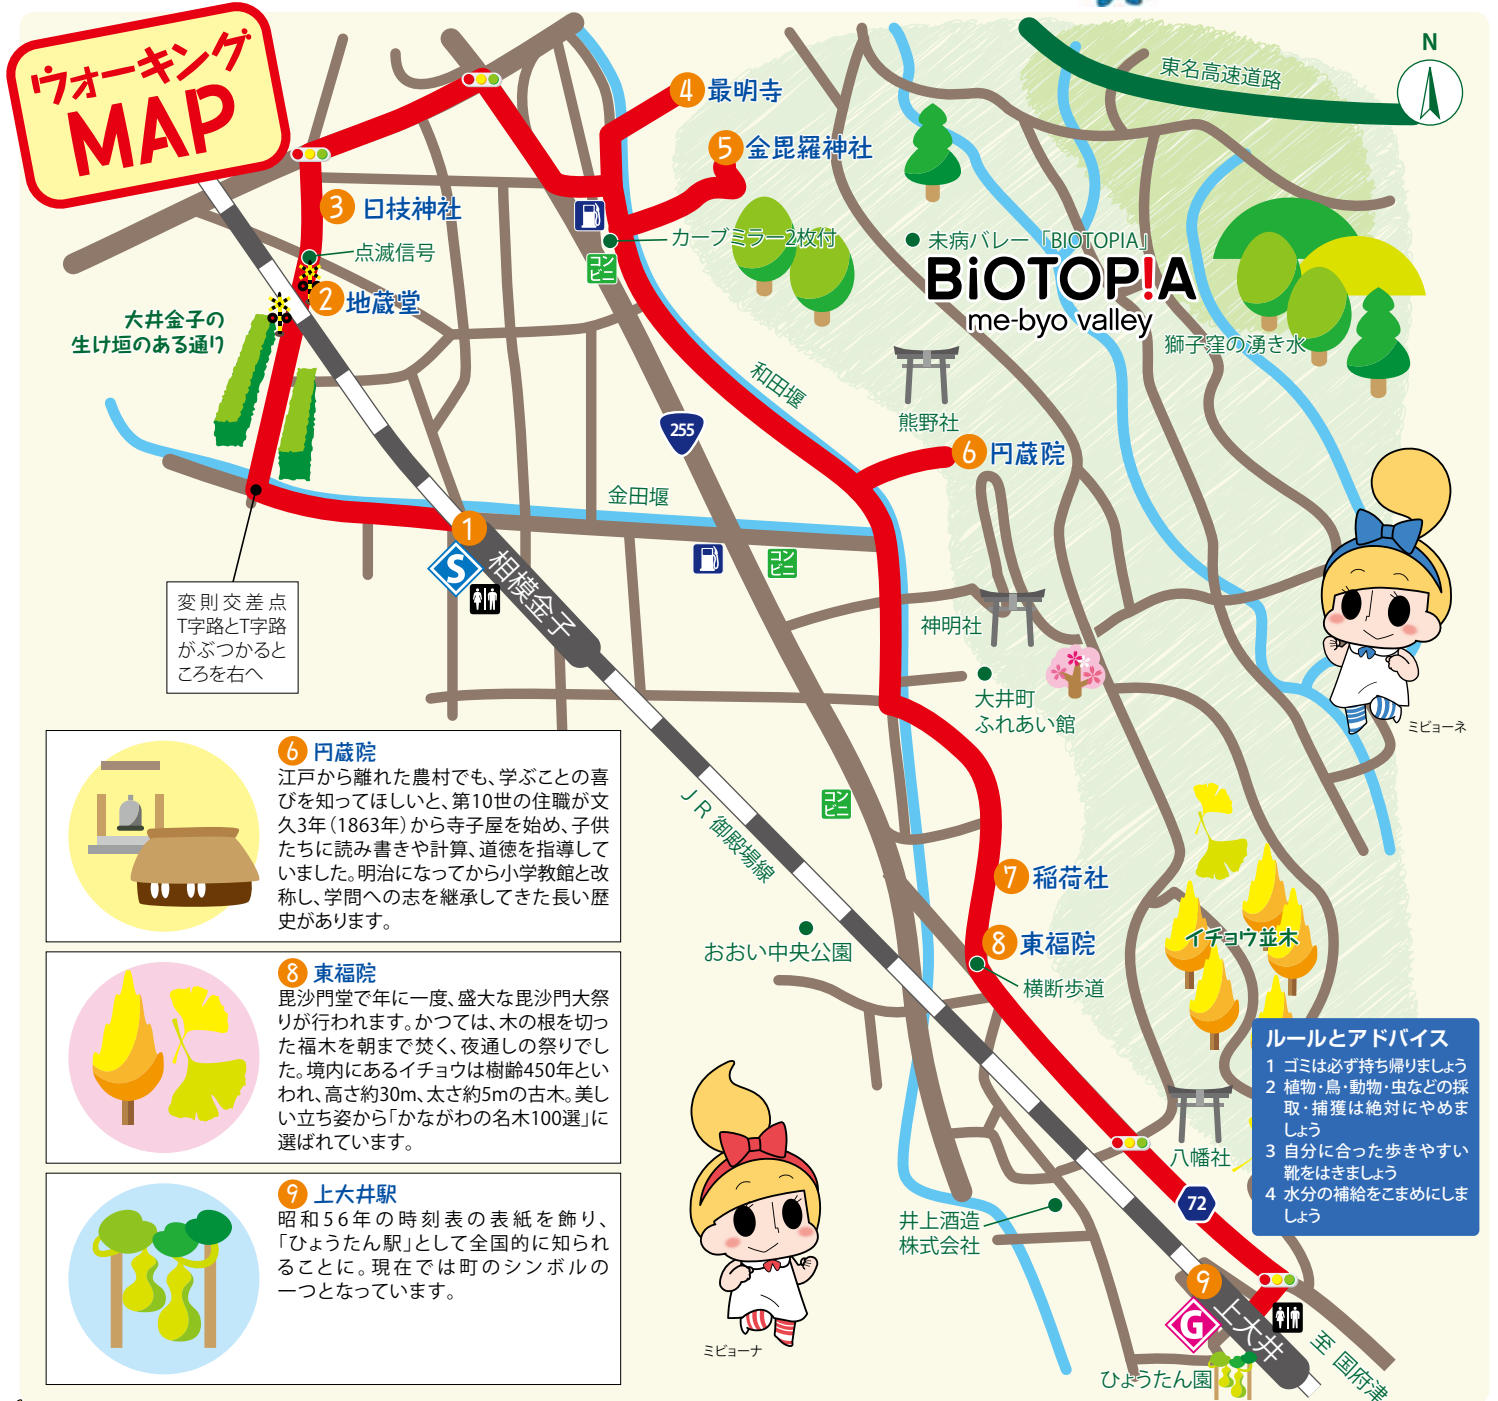 ウォーキング
MAP
東名高速道路
N
4 最明寺
5 金毘羅神社
3 日枝神社
点滅信号
カーブミラー2枚付
コン
ビニ
2 地蔵堂
大井金子の
生け垣のある通り
未病バレー「BIOTOPIA」
BiOTOP!A
me-byo valley
獅子窪の湧き水
和田堰
熊野社
255
6 円蔵院
金田堰
1
S
相模金子
コン
ビニ
変則交差点
T字路とT字路
がぶつかると
ころを右へ
神明社
大井町
ふれあい館
ミビョーネ
コン
ビニ
JR御殿場線
7 稲荷社
8 東福院
横断歩道
おおい中央公園
イチョウ並木
八幡社
72
井上酒造
株式会社
9
G
上大井
至 国府津
ひょうたん園
ミビョーナ
6 円蔵院
江戸から離れた農村でも、学ぶことの喜
びを知ってほしいと、第10世の住職が文
久3年(1863年)から寺子屋を始め、子供
たちに読み書きや計算、道徳を指導して
いました。明治になってから小学教館と改
称し、学問への志を継承してきた長い歴
史があります。
8 東福院
毘沙門堂で年に一度、盛大な毘沙門大祭
りが行われます。かつては、木の根を切っ
た福木を朝まで焚く、夜通しの祭りでし
た。境内にあるイチョウは樹齢450年とい
われ、高さ約30m、太さ約5mの古木。美し
い立ち姿から「かながわの名木100選」に
選ばれています。
9 上大井駅
昭和56年の時刻表の表紙を飾り、
「ひょうたん駅」として全国的に知られ
ることに。現在では町のシンボルの
一つとなっています。
ルールとアドバイス
1 ゴミは必ず持ち帰りましょう
2 植物・鳥・動物・虫などの採
取・捕獲は絶対にやめま
しょう
3 自分に合った歩きやすい
靴をはきましょう
4 水分の補給をこまめにしま
しょう